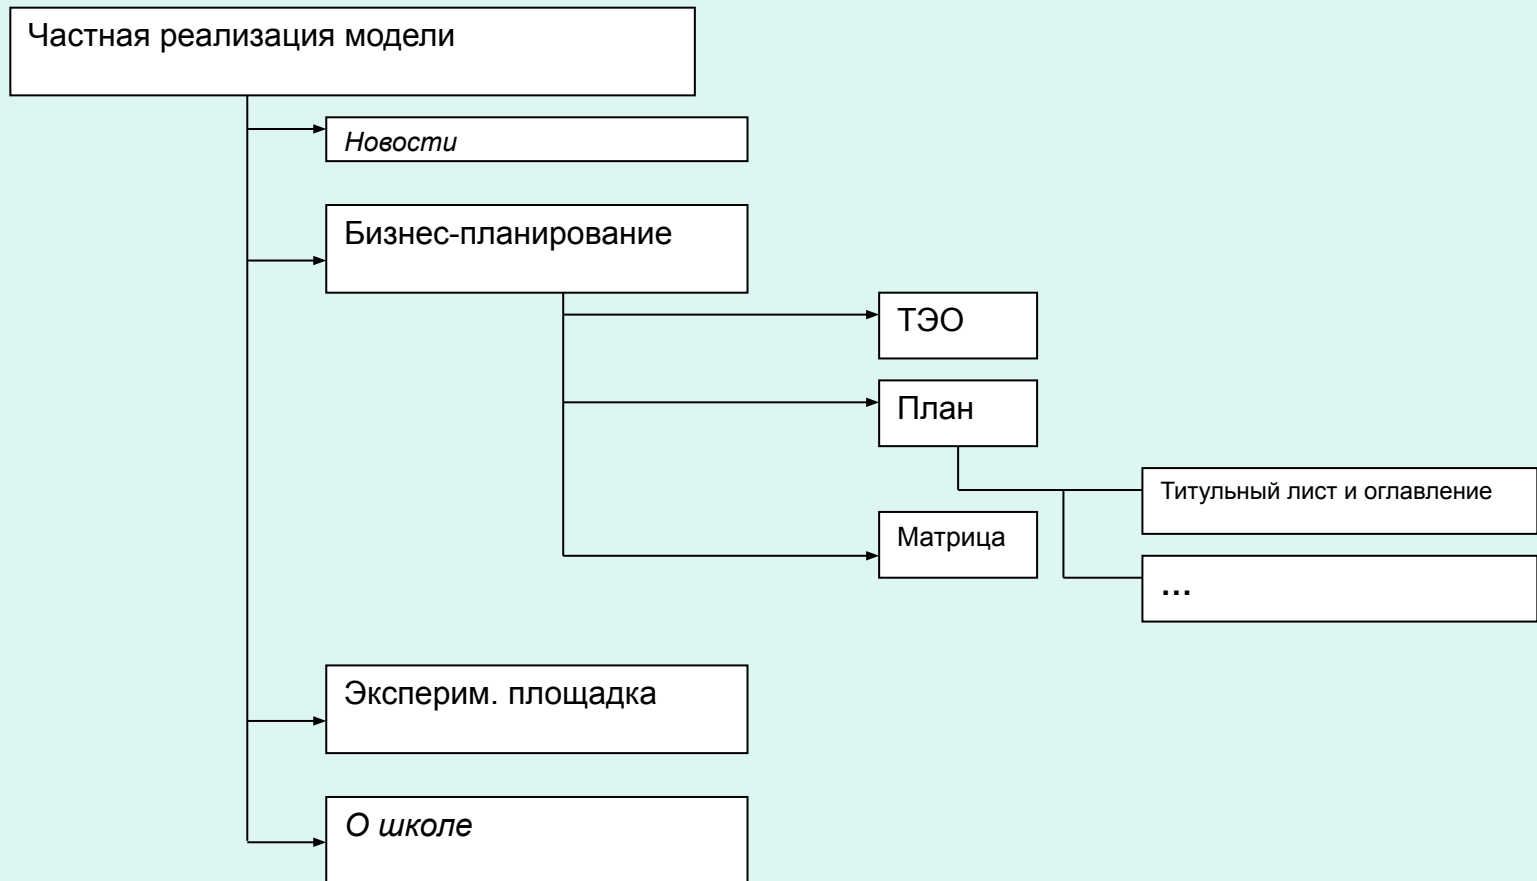 Частная реализация модели
Новости
Бизнес-планирование
ТЭО
План
Титульный лист и оглавление
Матрица
...
Эксперим. площадка
О школе